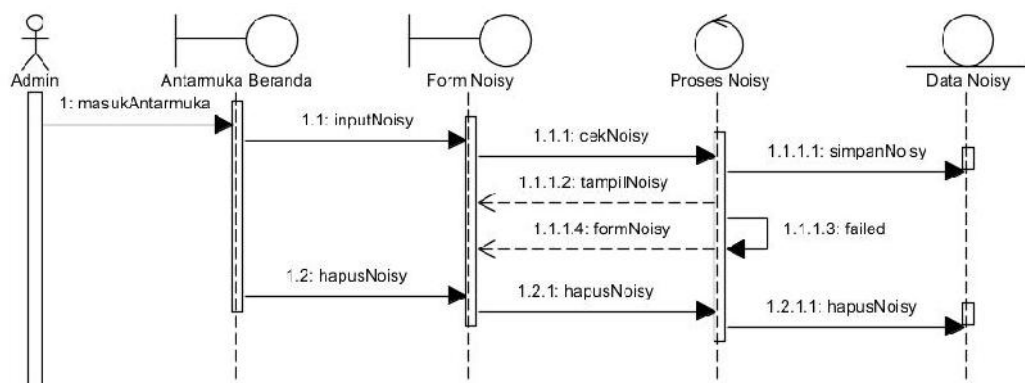 Admin
Antarmuka Beranda
Form Noisy
Proses Noisy
Data Noisy
1: masukAntarmuka
1.1: inputNoisy
1.1.1: cekNoisy
1.1.1.1: simpanNoisy
1.1.1.2: tampilNoisy
1.1.1.4: formNoisy
1.1.1.3: failed
1.2: hapusNoisy
1.2.1: hapusNoisy
1.2.1.1: hapusNoisy